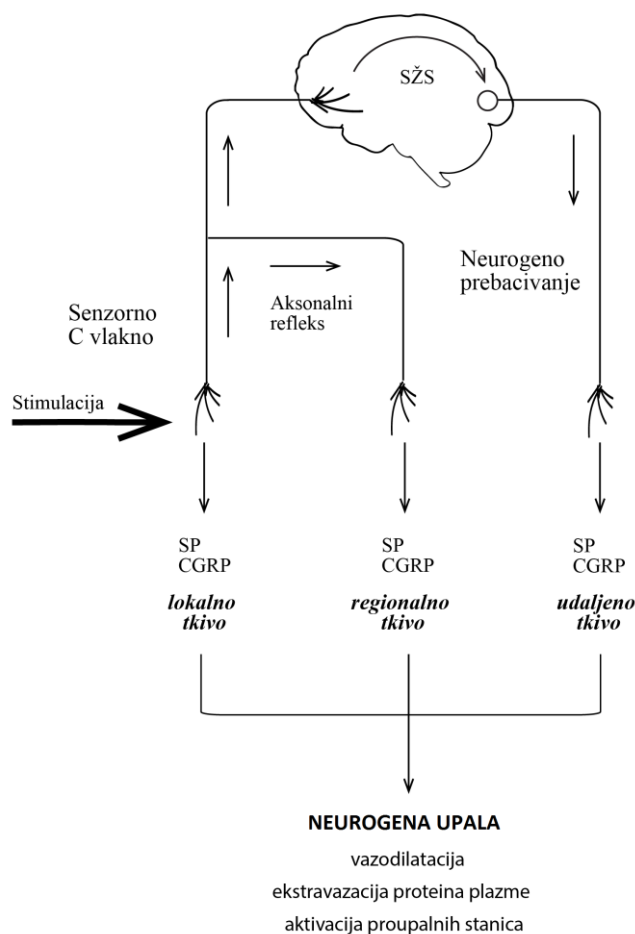 SŽS
Neurogeno
prebacivanje
Aksonalni
refleks
Senzorno
C vlakno
Stimulacija
SP
CGRP
lokalno
tkivo
SP
CGRP
regionalno
tkivo
SP
CGRP
udaljeno
tkivo
NEUROGENA UPALA
vazodilatacija
ekstravazacija proteina plazme
aktivacija proupalnih stanica